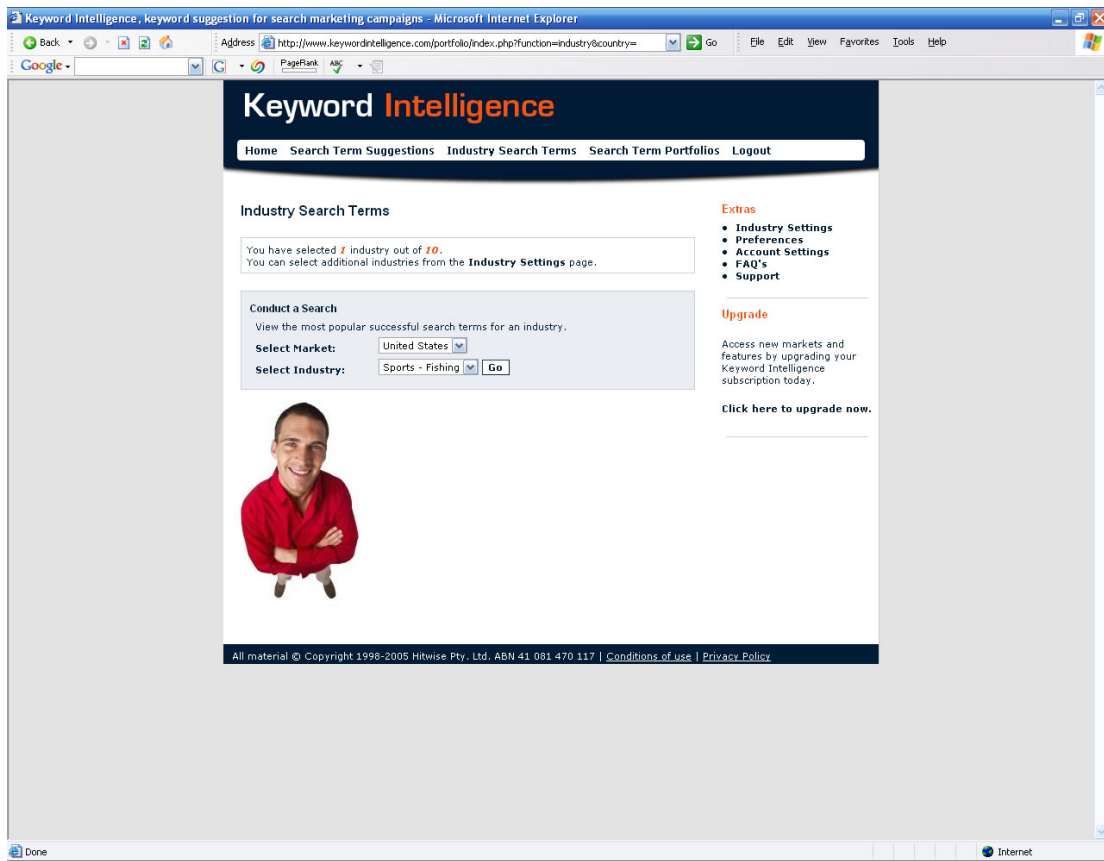 Keyword Intelligence, keyword suggestion for search marketing campaigns - Microsoft Internet Explorer
Back
Address http://www.keywordintelligence.com/portfolio/index.php?function=industry&country= Go File Edit View Favorites Tools Help
Google PageRank ABC
Keyword Intelligence
Home Search Term Suggestions Industry Search Terms Search Term Portfolios Logout
Industry Search Terms
You have selected 1 industry out of 10.
You can select additional industries from the Industry Settings page.
Conduct a Search
View the most popular successful search terms for an industry.
Select Market: United States
Select Industry: Sports - Fishing Go
Extras
• Industry Settings
• Preferences
• Account Settings
• FAQ's
• Support
Upgrade
Access new markets and
features by upgrading your
Keyword Intelligence
subscription today.
Click here to upgrade now.
All material © Copyright 1998-2005 Hitwise Pty. Ltd. ABN 41 081 470 117 | Conditions of use | Privacy Policy
Done Internet